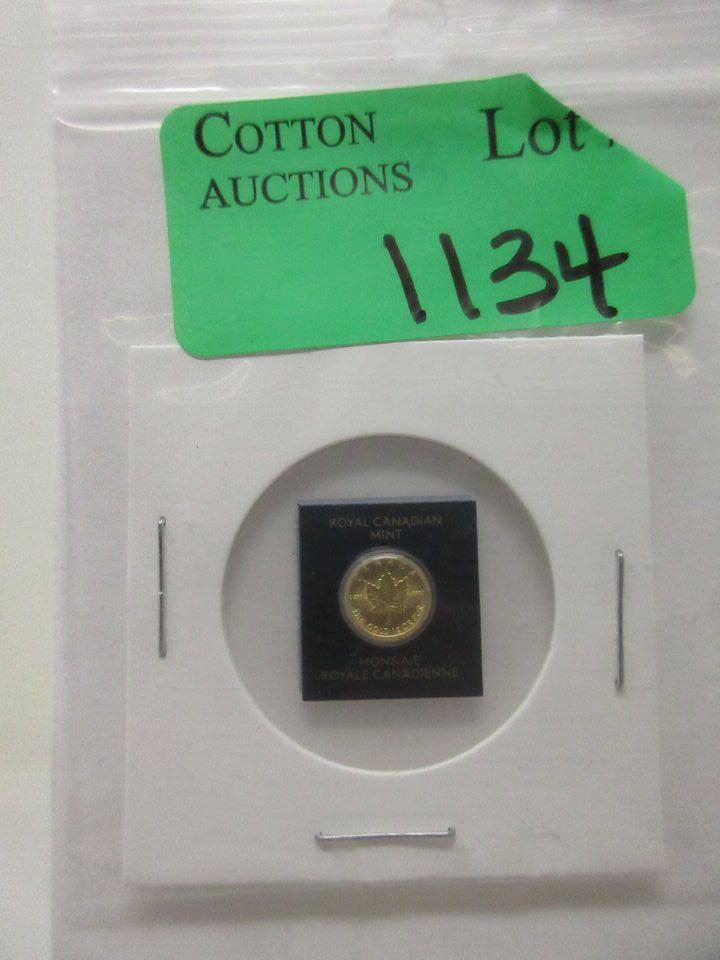 COTTON
AUCTIONS
Lot
1134
ROYAL CANADIAN
MINT
MONNAIE
ROYALE CANADIENNE